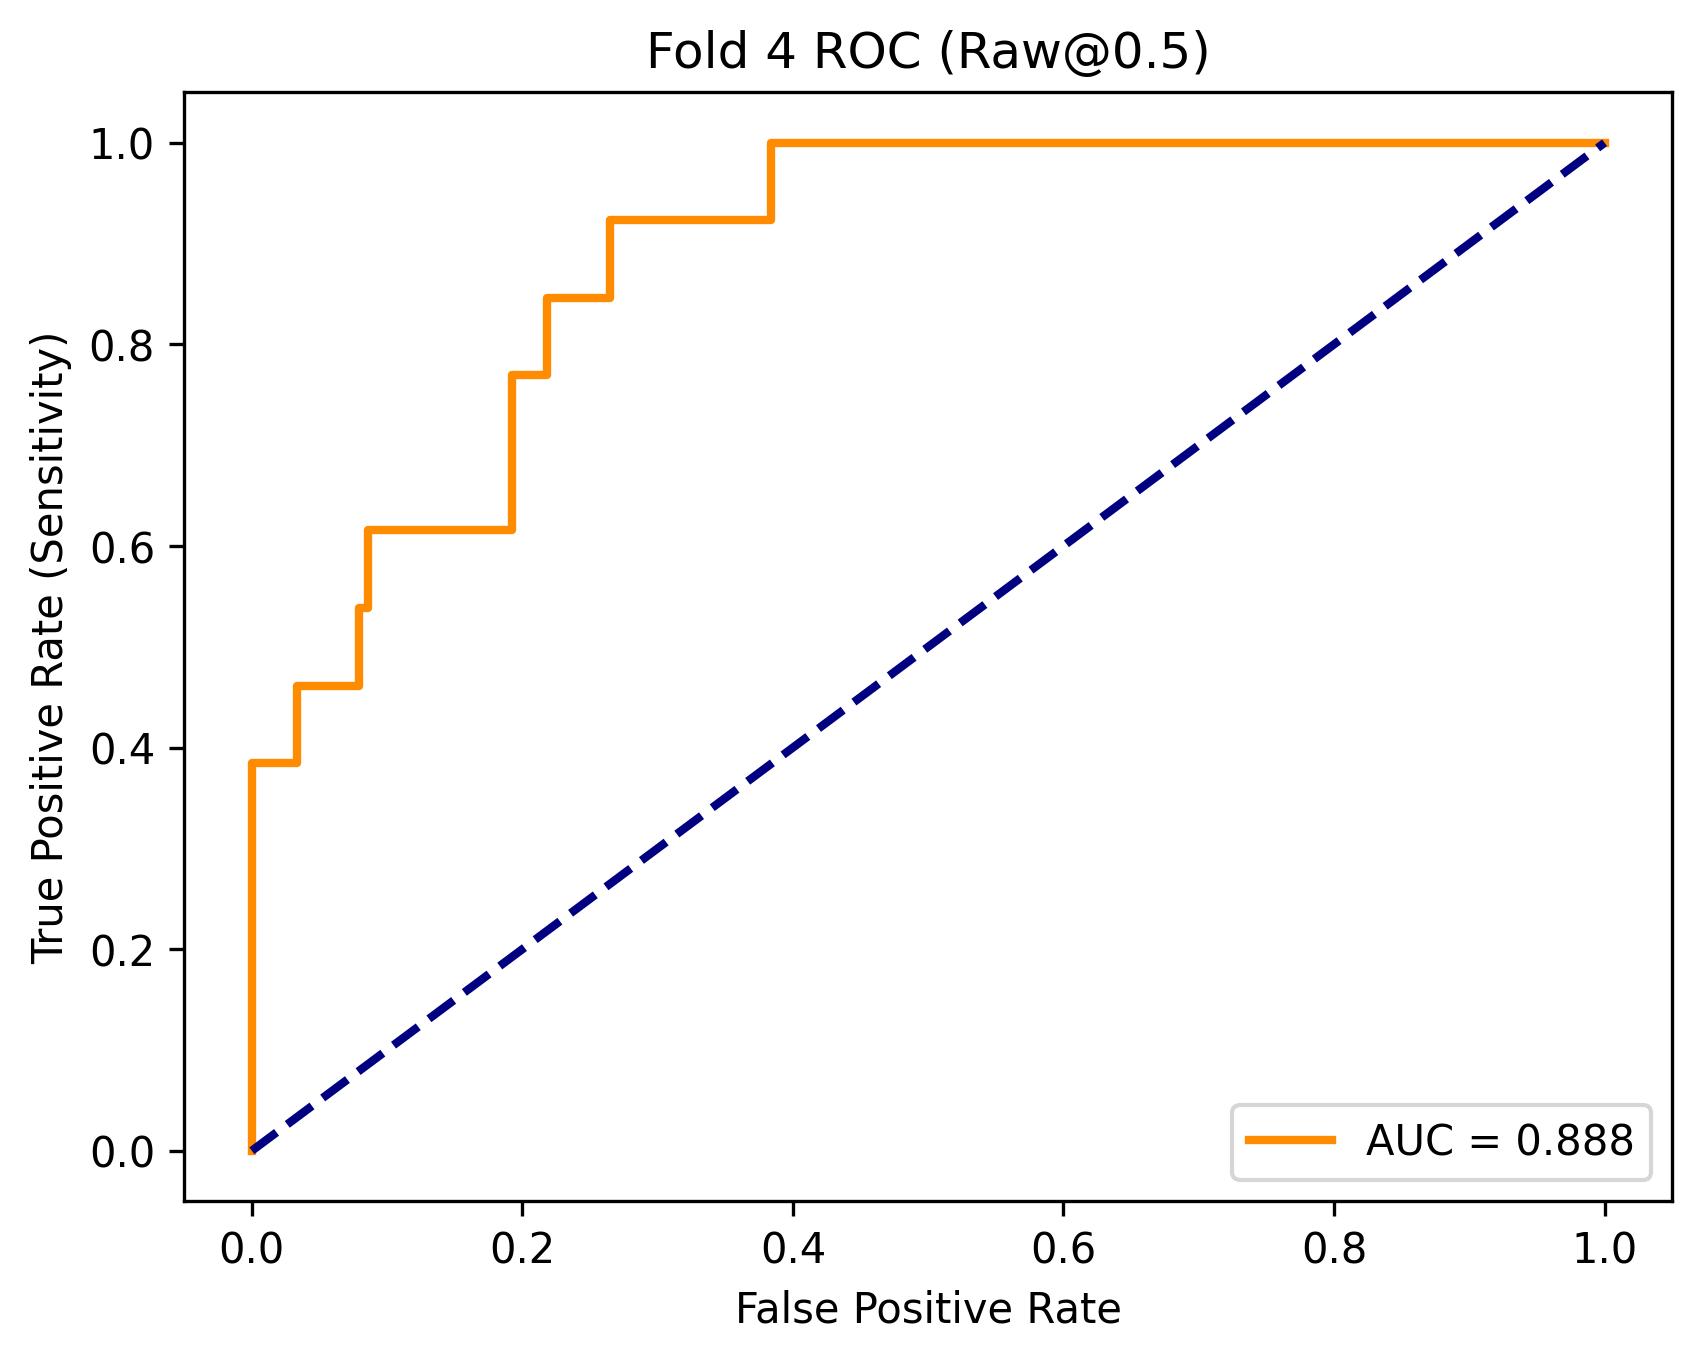 Fold 4 ROC (Raw@0.5)
True Positive Rate (Sensitivity)
1.0
0.8
0.6
0.4
0.2
0.0
AUC = 0.888
0.0 0.2 0.4 0.6 0.8 1.0
False Positive Rate